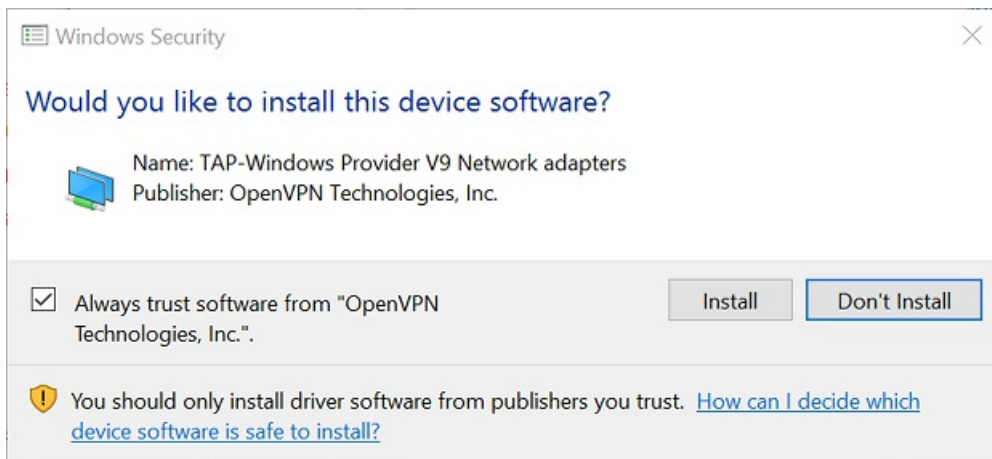 Windows Security
Would you like to install this device software?
Name: TAP-Windows Provider V9 Network adapters
Publisher: OpenVPN Technologies, Inc.
Always trust software from "OpenVPN
Technologies, Inc.".
Install
Don't Install
You should only install driver software from publishers you trust. How can I decide which
device software is safe to install?